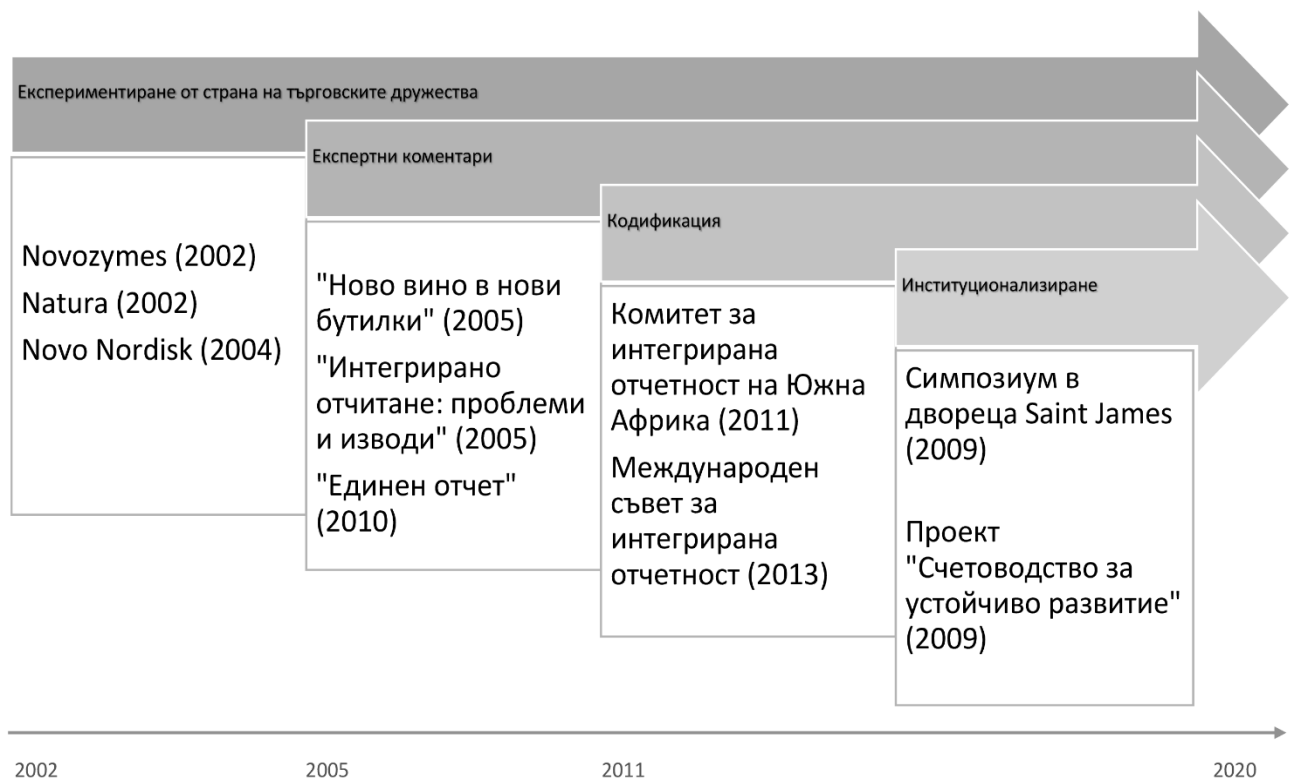 Експериментиране от страна на търговските дружества
Novozymes (2002)
Natura (2002)
Novo Nordisk (2004)
Експертни коментари
"Ново вино в нови
бутилки" (2005)
"Интегрирано
отчитане: проблеми
и изводи" (2005)
"Единен отчет"
(2010)
Кодификация
Комитет за
интегрирана
отчетност на Южна
Африка (2011)
Международен
съвет за
интегрирана
отчетност (2013)
Институционализиране
Симпозиум в
двореца Saint James
(2009)
Проект
"Счетоводство за
устойчиво развитие"
(2009)
2002
2005
2011
2020